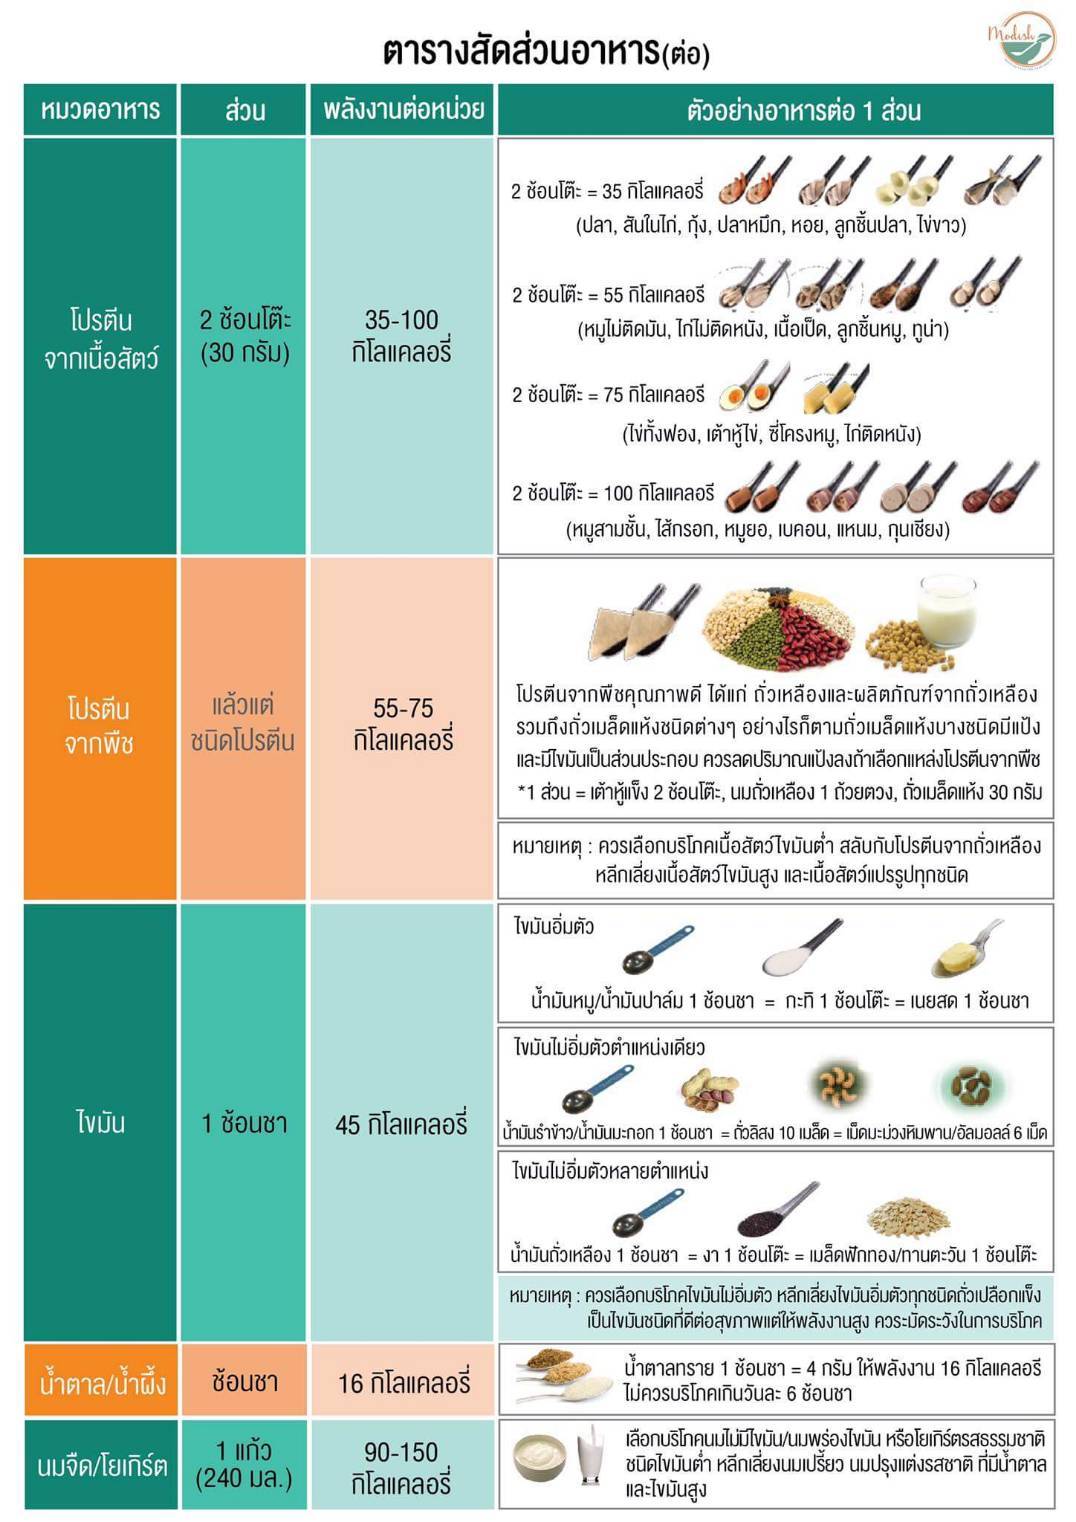 Modish
ตารางสัดส่วนอาหาร(ต่อ)
หมวดอาหาร
ส่วน
พลังงานต่อหน่วย
ตัวอย่างอาหารต่อ 1 ส่วน
โปรตีน
จากเนื้อสัตว์
2 ช้อนโต๊ะ
(30 กรัม)
35-100
กิโลแคลอรี่
2 ช้อนโต๊ะ = 35 กิโลแคลอรี่
(ปลา, สันในไก่, กุ้ง, ปลาหมึก, หอย, ลูกชิ้นปลา, ไข่ขาว)
2 ช้อนโต๊ะ = 55 กิโลแคลอรี่
(หมูไม่ติดมัน, ไก่ไม่ติดหนัง, เนื้อเป็ด, ลูกชิ้นหมู, ทูน่า)
2 ช้อนโต๊ะ = 75 กิโลแคลอรี่
(ไข่ทั้งฟอง, เต้าหู้ไข่, ซี่โครงหมู, ไก่ติดหนัง)
2 ช้อนโต๊ะ = 100 กิโลแคลอรี่
(หมูสามชั้น, ไส้กรอก, หมูยอ, เบคอน, แหนม, กุนเชียง)
โปรตีน
จากพืช
แล้วแต่
ชนิดโปรตีน
55-75
กิโลแคลอรี่
โปรตีนจากพืชคุณภาพดี ได้แก่ ถั่วเหลืองและผลิตภัณฑ์จากถั่วเหลือง
รวมถึงถั่วเมล็ดแห้งชนิดต่างๆ อย่างไรก็ตามถั่วเมล็ดแห้งบางชนิดมีแป้ง
และมีไขมันเป็นส่วนประกอบ ควรลดปริมาณแป้งลงถ้าเลือกแหล่งโปรตีนจากพืช
*1 ส่วน = เต้าหู้แข็ง 2 ช้อนโต๊ะ, นมถั่วเหลือง 1 ถ้วยตวง, ถั่วเมล็ดแห้ง 30 กรัม
หมายเหตุ : ควรเลือกบริโภคเนื้อสัตว์ไขมันต่ำ สลับกับโปรตีนจากถั่วเหลือง
หลีกเลี่ยงเนื้อสัตว์ไขมันสูง และเนื้อสัตว์แปรรูปทุกชนิด
ไขมัน
1 ช้อนชา
45 กิโลแคลอรี่
ไขมันอิ่มตัว
น้ำมันหมู/น้ำมันปาล์ม 1 ช้อนชา = กะทิ 1 ช้อนโต๊ะ = เนยสด 1 ช้อนชา
ไขมันไม่อิ่มตัวตำแหน่งเดียว
น้ำมันรำข้าว/น้ำมันมะกอก 1 ช้อนชา = ถั่วลิสง 10 เมล็ด = เม็ดมะม่วงหิมพาน/อัลมอลล์ 6 เม็ด
ไขมันไม่อิ่มตัวหลายตำแหน่ง
น้ำมันถั่วเหลือง 1 ช้อนชา = งา 1 ช้อนโต๊ะ = เมล็ดฟักทอง/ทานตะวัน 1 ช้อนโต๊ะ
หมายเหตุ : ควรเลือกบริโภคไขมันไม่อิ่มตัว หลีกเลี่ยงไขมันอิ่มตัวทุกชนิดถั่วเปลือกแข็ง
เป็นไขมันชนิดที่ดีต่อสุขภาพแต่ให้พลังงานสูง ควระมัดระวังในการบริโภค
น้ำตาล/น้ำผึ้ง
ช้อนชา
16 กิโลแคลอรี่
น้ำตาลทราย 1 ช้อนชา = 4 กรัม ให้พลังงาน 16 กิโลแคลอรี
ไม่ควรบริโภคเกินวันละ 6 ช้อนชา
นมจืด/โยเกิร์ต
1 แก้ว
(240 มล.)
90-150
กิโลแคลอรี่
เลือกบริโภคนมไม่มีไขมัน/นมพร่องไขมัน หรือโยเกิร์ตรสธรรมชาติ
ชนิดไขมันต่ำ หลีกเลี่ยงนมเปรี้ยว นมปรุงแต่งรสชาติ ที่มีน้ำตาล
และไขมันสูง